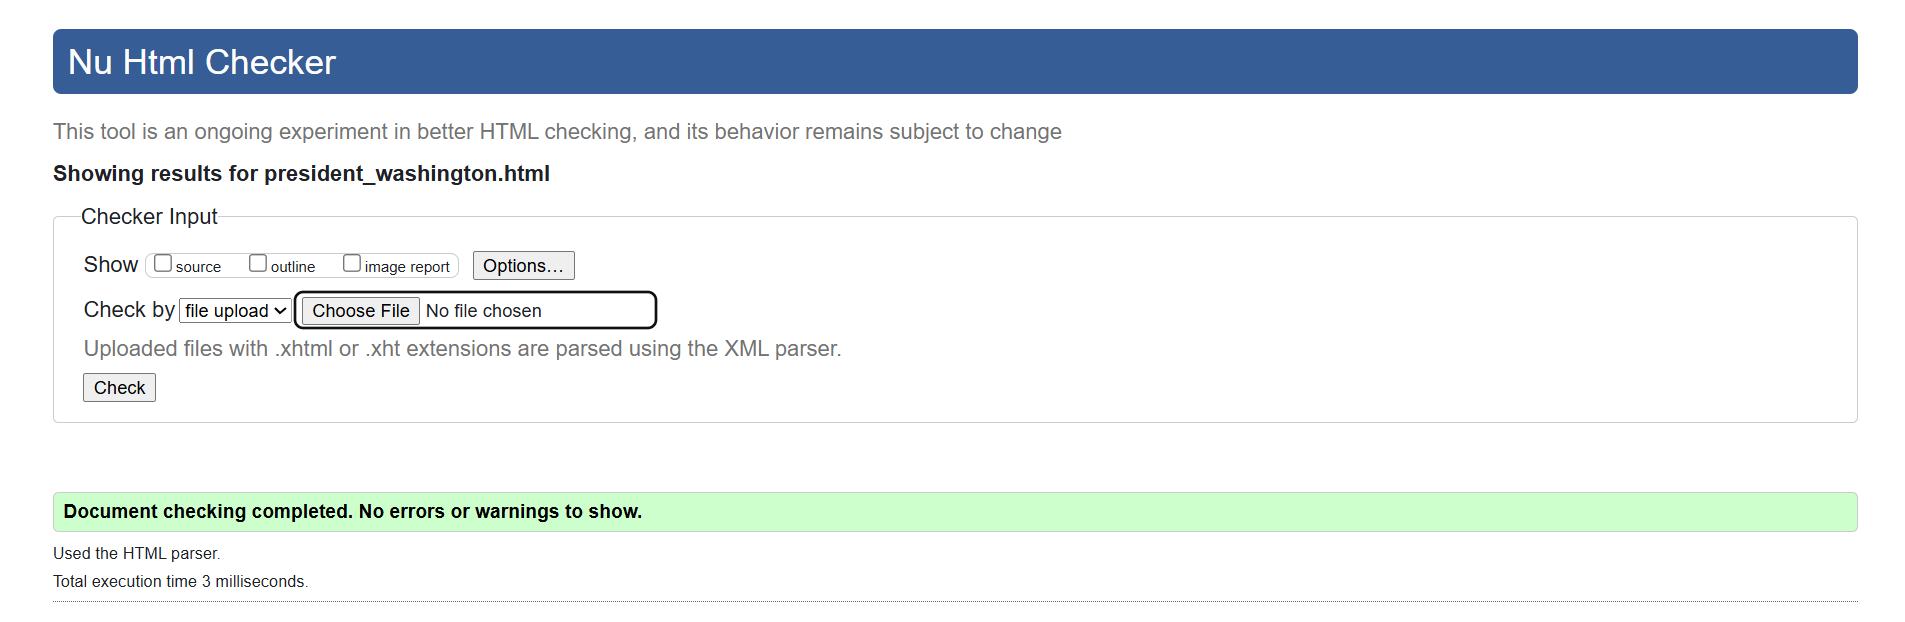 Nu Html Checker
This tool is an ongoing experiment in better HTML checking, and its behavior remains subject to change
Showing results for president_washington.html
Checker Input
Show source outline image report Options...
Check by file upload Choose File No file chosen
Uploaded files with .xhtml or .xht extensions are parsed using the XML parser.
Check
Document checking completed. No errors or warnings to show.
Used the HTML parser.
Total execution time 3 milliseconds.